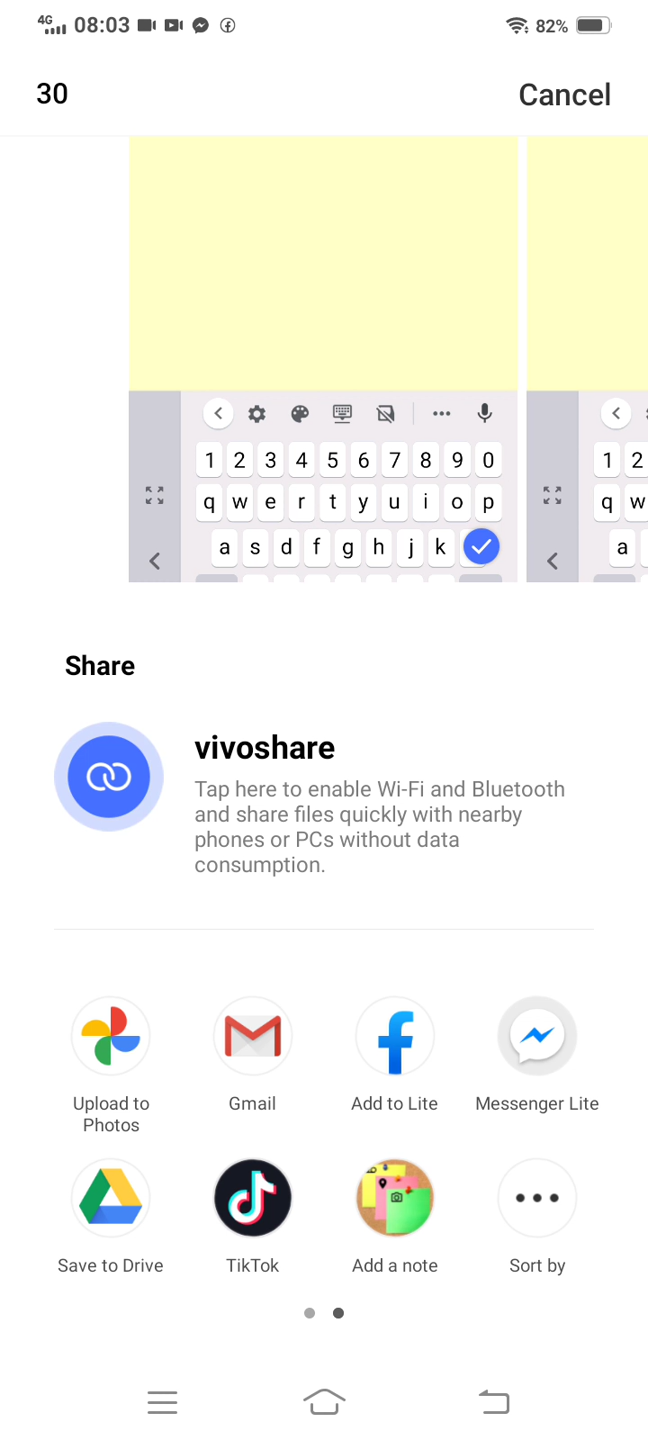 4G 08:03 82%
30 Cancel
1 2 3 4 5 6 7 8 9 0 1 2
q w e r t y u i o p q w
a s d f g h j k a
Share
vivoshare
Tap here to enable Wi-Fi and Bluetooth
and share files quickly with nearby
phones or PCs without data
consumption.
Upload to
Photos
Gmail
Add to Lite
Messenger Lite
Save to Drive
TikTok
Add a note
Sort by